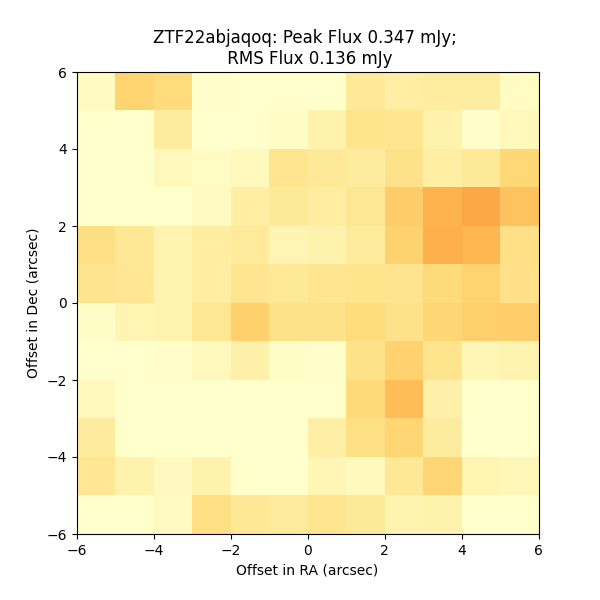 ZTF22abjaqoq: Peak Flux 0.347 mJy;
RMS Flux 0.136 mJy
6
4
2
0
−2
−4
−6
Offset in Dec (arcsec)
−6 −4 −2 0 2 4 6
Offset in RA (arcsec)